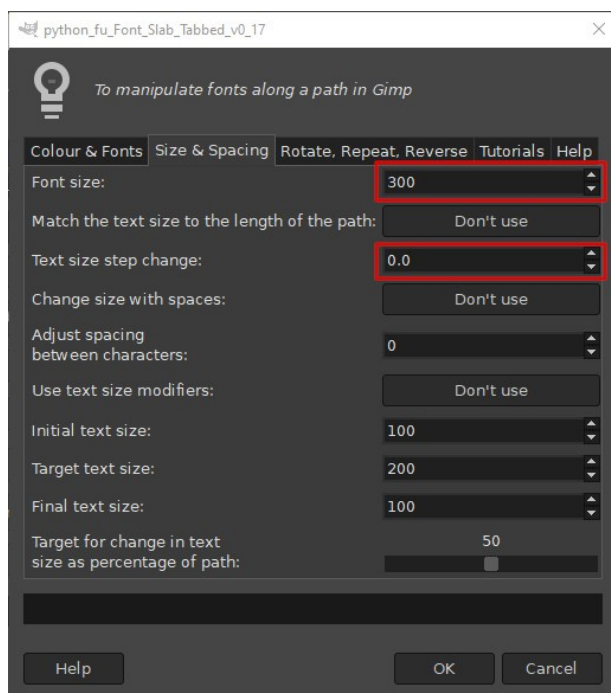 python_fu_Font_Slab_Tabbed_v0_17
To manipulate fonts along a path in Gimp
Colour & Fonts Size & Spacing Rotate, Repeat, Reverse Tutorials Help
Font size: 300
Match the text size to the length of the path: Don't use
Text size step change: 0.0
Change size with spaces: Don't use
Adjust spacing
between characters: 0
Use text size modifiers: Don't use
Initial text size: 100
Target text size: 200
Final text size: 100
Target for change in text 50
size as percentage of path:
Help OK Cancel